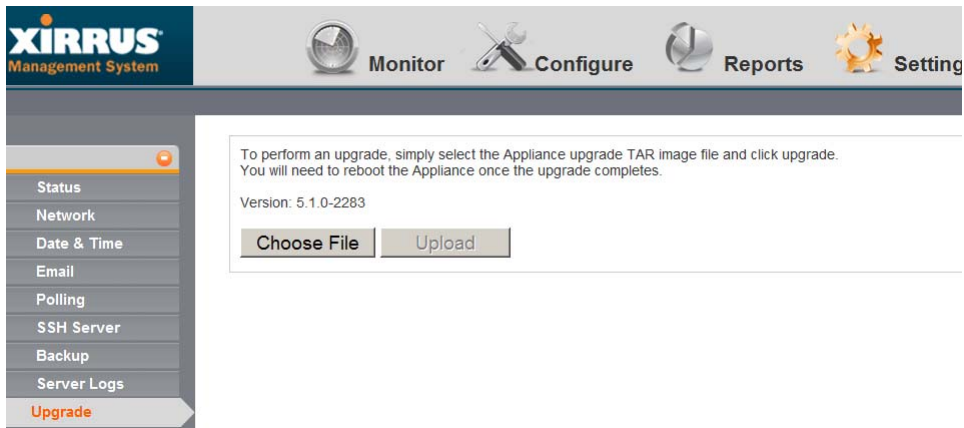 XIRRUS
Management System
Monitor
Configure
Reports
Setting
Status
Network
Date & Time
Email
Polling
SSH Server
Backup
Server Logs
Upgrade
To perform an upgrade, simply select the Appliance upgrade TAR image file and click upgrade.
You will need to reboot the Appliance once the upgrade completes.
Version: 5.1.0-2283
Choose File
Upload